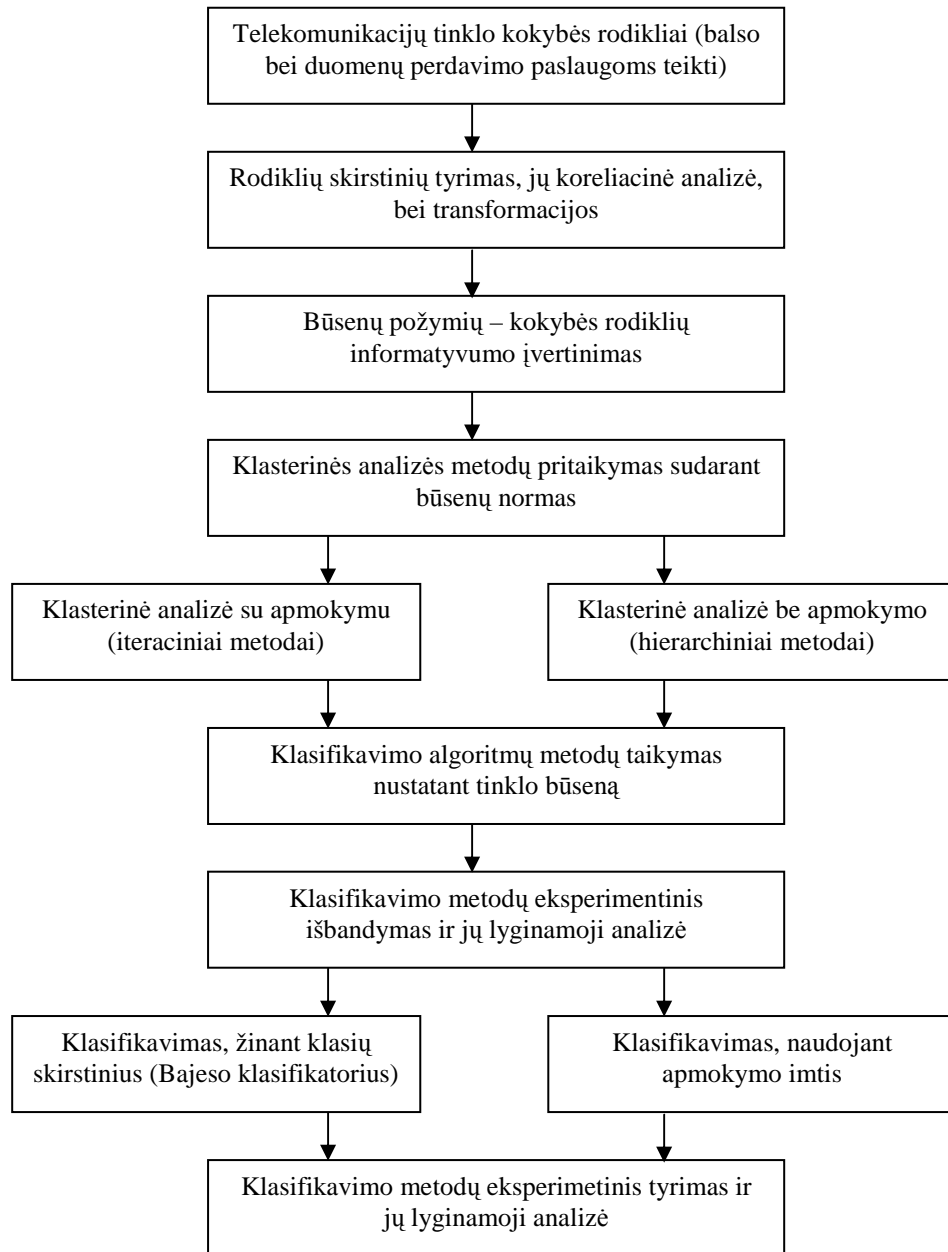 Telekomunikacijų tinklo kokybės rodikliai (balso
bei duomenų perdavimo paslaugoms teikti)
Rodiklių skirstinių tyrimas, jų koreliacinė analizė,
bei transformacijos
Būsenų požymių – kokybės rodiklių
informatyvumo įvertinimas
Klasterinės analizės metodų pritaikymas sudarant
būsenų normas
Klasterinė analizė su apmokymu
(iteraciniai metodai)
Klasterinė analizė be apmokymo
(hierarchiniai metodai)
Klasifikavimo algoritmų metodų taikymas
nustatant tinklo būseną
Klasifikavimo metodų eksperimentinis
išbandymas ir jų lyginamoji analizė
Klasifikavimas, žinant klasių
skirstinius (Bajeso klasifikatorius)
Klasifikavimas, naudojant
apmokymo imtis
Klasifikavimo metodų eksperimetinis tyrimas ir
jų lyginamoji analizė